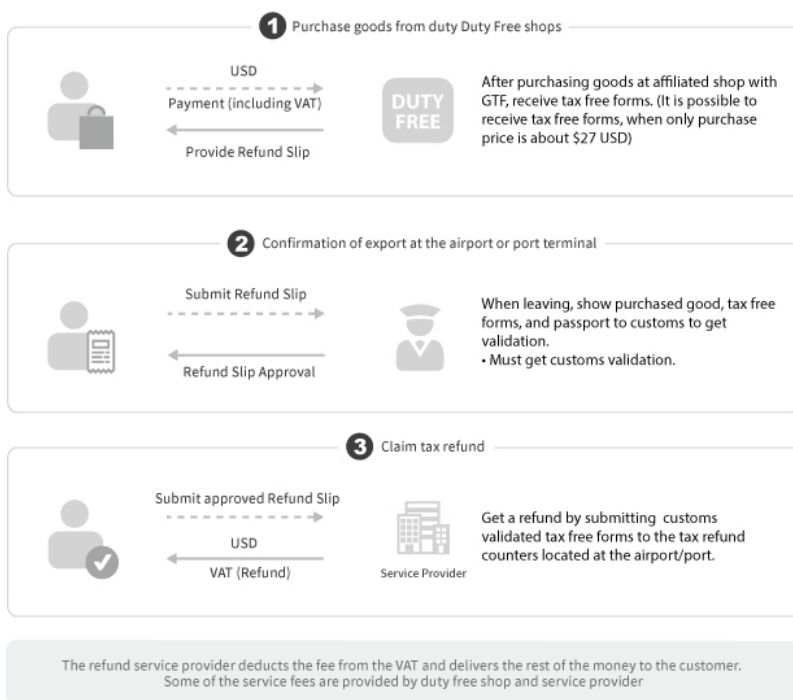 1 Purchase goods from duty Duty Free shops
USD
Payment (including VAT)
Provide Refund Slip
DUTY
FREE
After purchasing goods at affiliated shop with
GTF, receive tax free forms. (It is possible to
receive tax free forms, when only purchase
price is about $27 USD)
2 Confirmation of export at the airport or port terminal
Submit Refund Slip
Refund Slip Approval
When leaving, show purchased good, tax free
forms, and passport to customs to get
validation.
• Must get customs validation.
3 Claim tax refund
Submit approved Refund Slip
USD
VAT (Refund)
Service Provider
Get a refund by submitting customs
validated tax free forms to the tax refund
counters located at the airport/port.
The refund service provider deducts the fee from the VAT and delivers the rest of the money to the customer.
Some of the service fees are provided by duty free shop and service provider